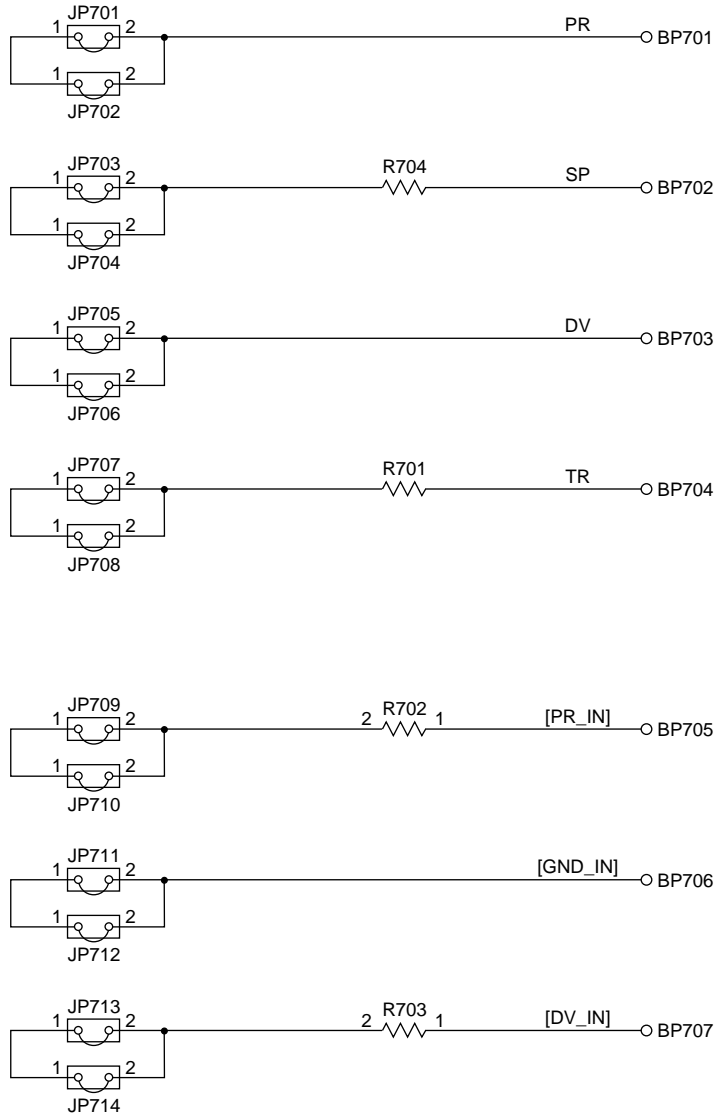 JP701
1 2 PR BP701
1 2
JP702
JP703 R704
1 2 SP BP702
1 2
JP704
JP705
1 2 DV BP703
1 2
JP706
JP707 R701
1 2 TR BP704
1 2
JP708
JP709 R702
1 2 2 1 [PR_IN] BP705
1 2
JP710
JP711
1 2 [GND_IN] BP706
1 2
JP712
JP713 R703
1 2 2 1 [DV_IN] BP707
1 2
JP714